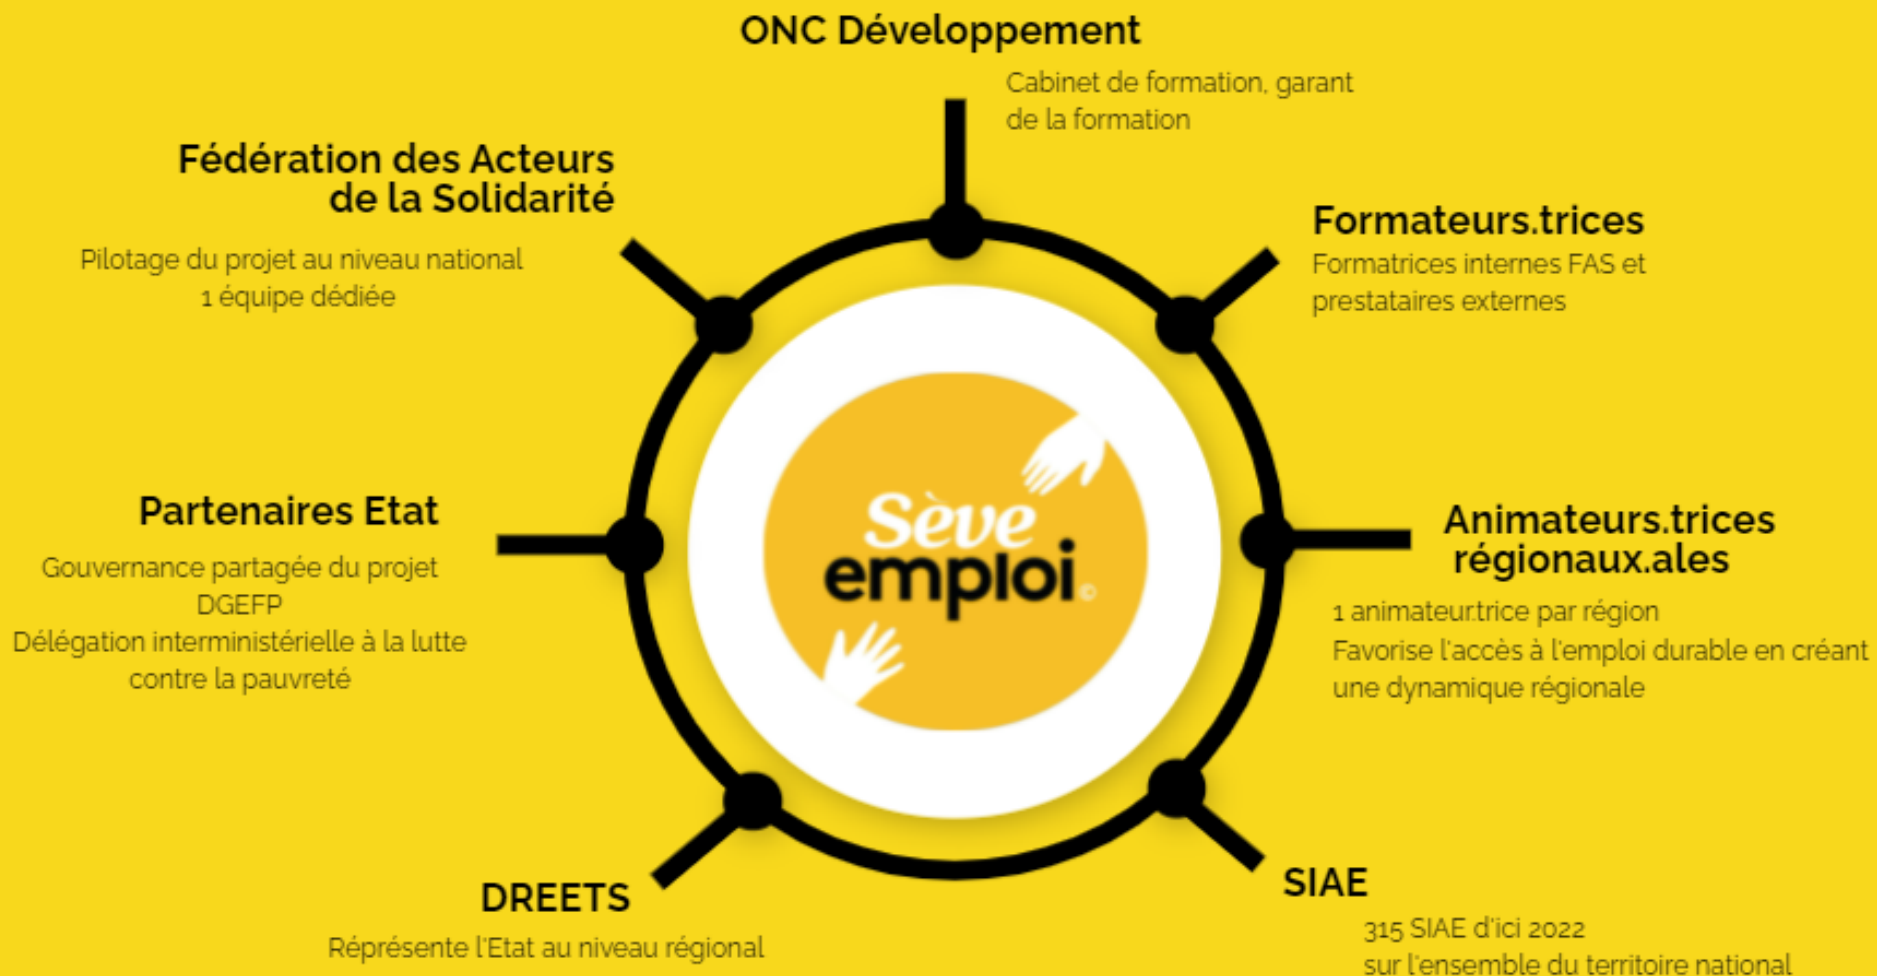 ONC Développement
Cabinet de formation, garant
de la formation
Fédération des Acteurs
de la Solidarité
Pilotage du projet au niveau national
1 équipe dédiée
Formateurs.trices
Formatrices internes FAS et
prestataires externes
Partenaires Etat
Gouvernance partagée du projet
DGEFP
Délégation interministérielle à la lutte
contre la pauvreté
Sève
emploi©
Animateurs.trices
régionaux.ales
1 animateur.trice par région
Favorise l'accès à l'emploi durable en créant
une dynamique régionale
DREETS
Réprésente l'Etat au niveau régional
SIAE
315 SIAE d'ici 2022
sur l'ensemble du territoire national